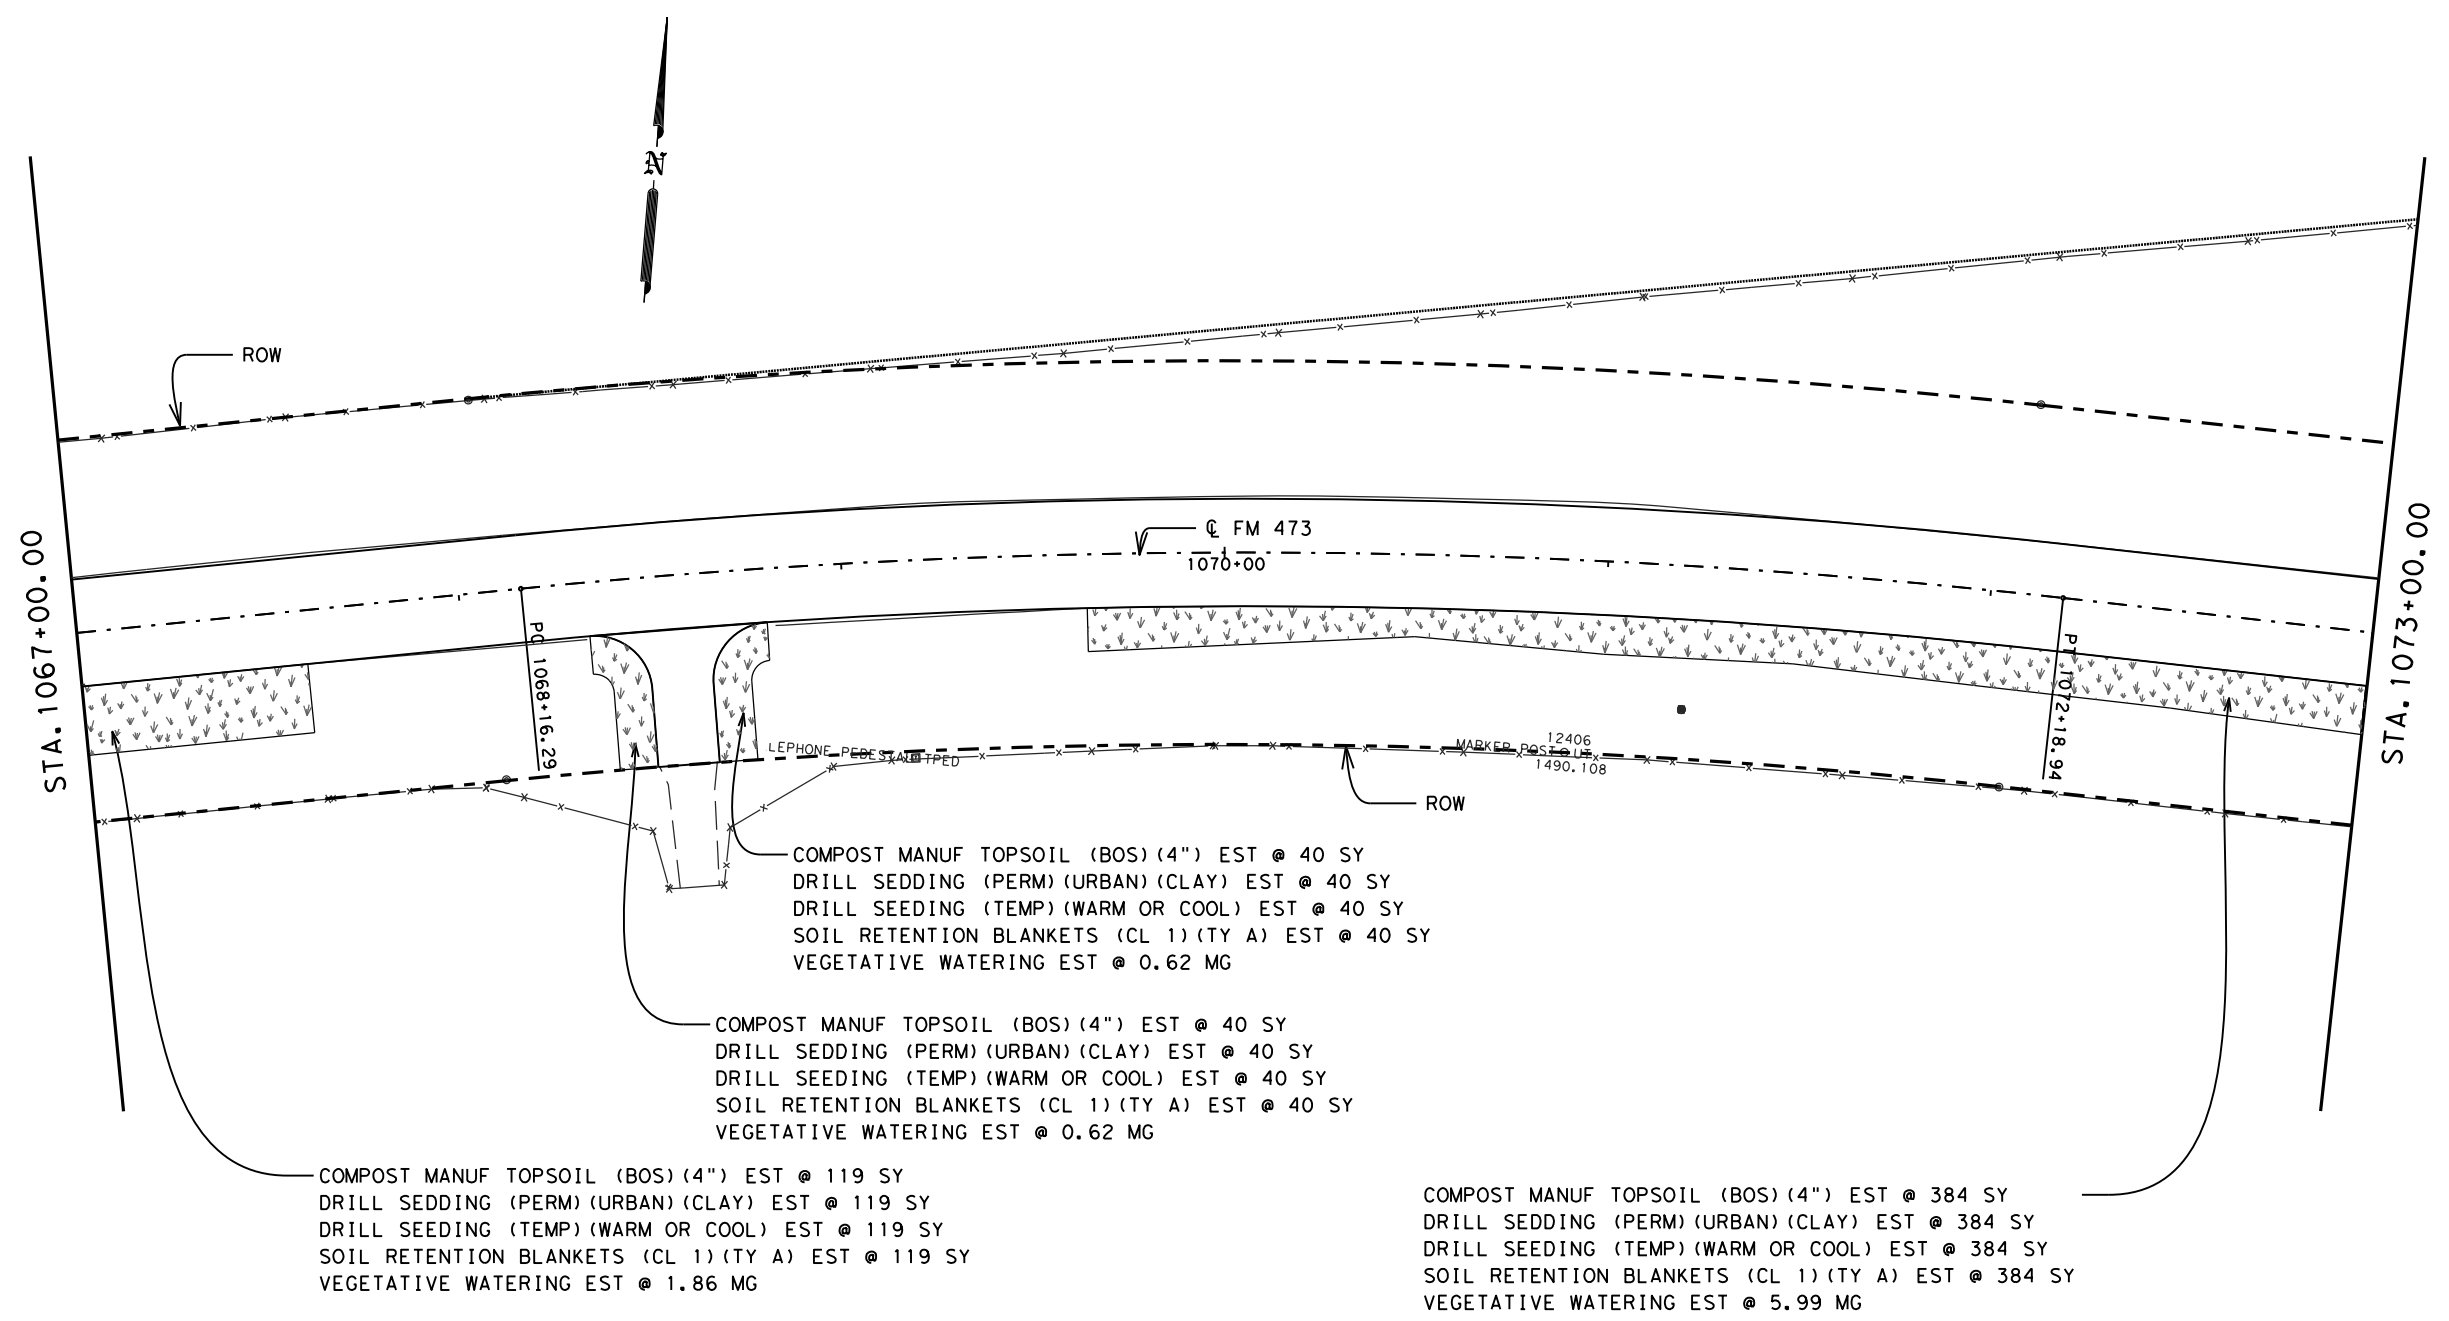 N
ROW
℄ FM 473
1070+00
STA. 1067+00.00
STA. 1073+00.00
PC 1068+16.29
PT 1072+18.94
LEPHONE PEDESTAL TPED
12406
MARKER POST@UT
1490.108
ROW
COMPOST MANUF TOPSOIL (BOS)(4") EST @ 40 SY
DRILL SEDDING (PERM)(URBAN)(CLAY) EST @ 40 SY
DRILL SEEDING (TEMP)(WARM OR COOL) EST @ 40 SY
SOIL RETENTION BLANKETS (CL 1)(TY A) EST @ 40 SY
VEGETATIVE WATERING EST @ 0.62 MG
COMPOST MANUF TOPSOIL (BOS)(4") EST @ 40 SY
DRILL SEDDING (PERM)(URBAN)(CLAY) EST @ 40 SY
DRILL SEEDING (TEMP)(WARM OR COOL) EST @ 40 SY
SOIL RETENTION BLANKETS (CL 1)(TY A) EST @ 40 SY
VEGETATIVE WATERING EST @ 0.62 MG
COMPOST MANUF TOPSOIL (BOS)(4") EST @ 119 SY
DRILL SEDDING (PERM)(URBAN)(CLAY) EST @ 119 SY
DRILL SEEDING (TEMP)(WARM OR COOL) EST @ 119 SY
SOIL RETENTION BLANKETS (CL 1)(TY A) EST @ 119 SY
VEGETATIVE WATERING EST @ 1.86 MG
COMPOST MANUF TOPSOIL (BOS)(4") EST @ 384 SY
DRILL SEDDING (PERM)(URBAN)(CLAY) EST @ 384 SY
DRILL SEEDING (TEMP)(WARM OR COOL) EST @ 384 SY
SOIL RETENTION BLANKETS (CL 1)(TY A) EST @ 384 SY
VEGETATIVE WATERING EST @ 5.99 MG